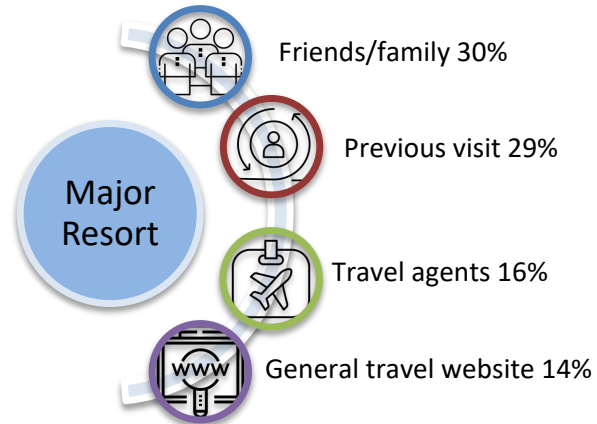 Friends/family 30%
Previous visit 29%
Major
Resort
Travel agents 16%
www
General travel website 14%